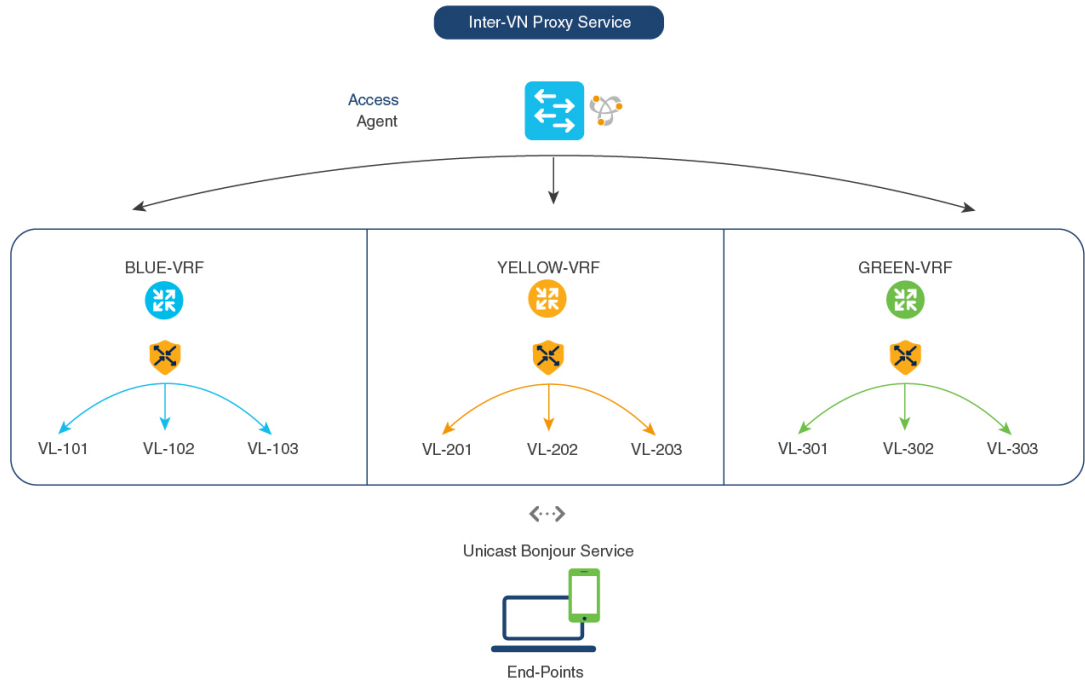 Inter-VN Proxy Service
Access
Agent
BLUE-VRF
YELLOW-VRF
GREEN-VRF
VL-101
VL-102
VL-103
VL-201
VL-202
VL-203
VL-301
VL-302
VL-303
Unicast Bonjour Service
End-Points